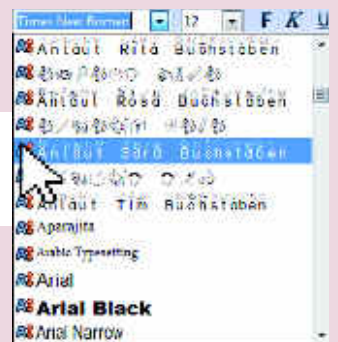 Times New Roman 12 F K U
Anlaut Rita Buchstaben
Anlaut Rosa Buchstaben
Anlaut Sara Buchstaben
Anlaut Tim Buchstaben
Aparajita
Arabic Typesetting
Arial
Arial Black
Arial Narrow